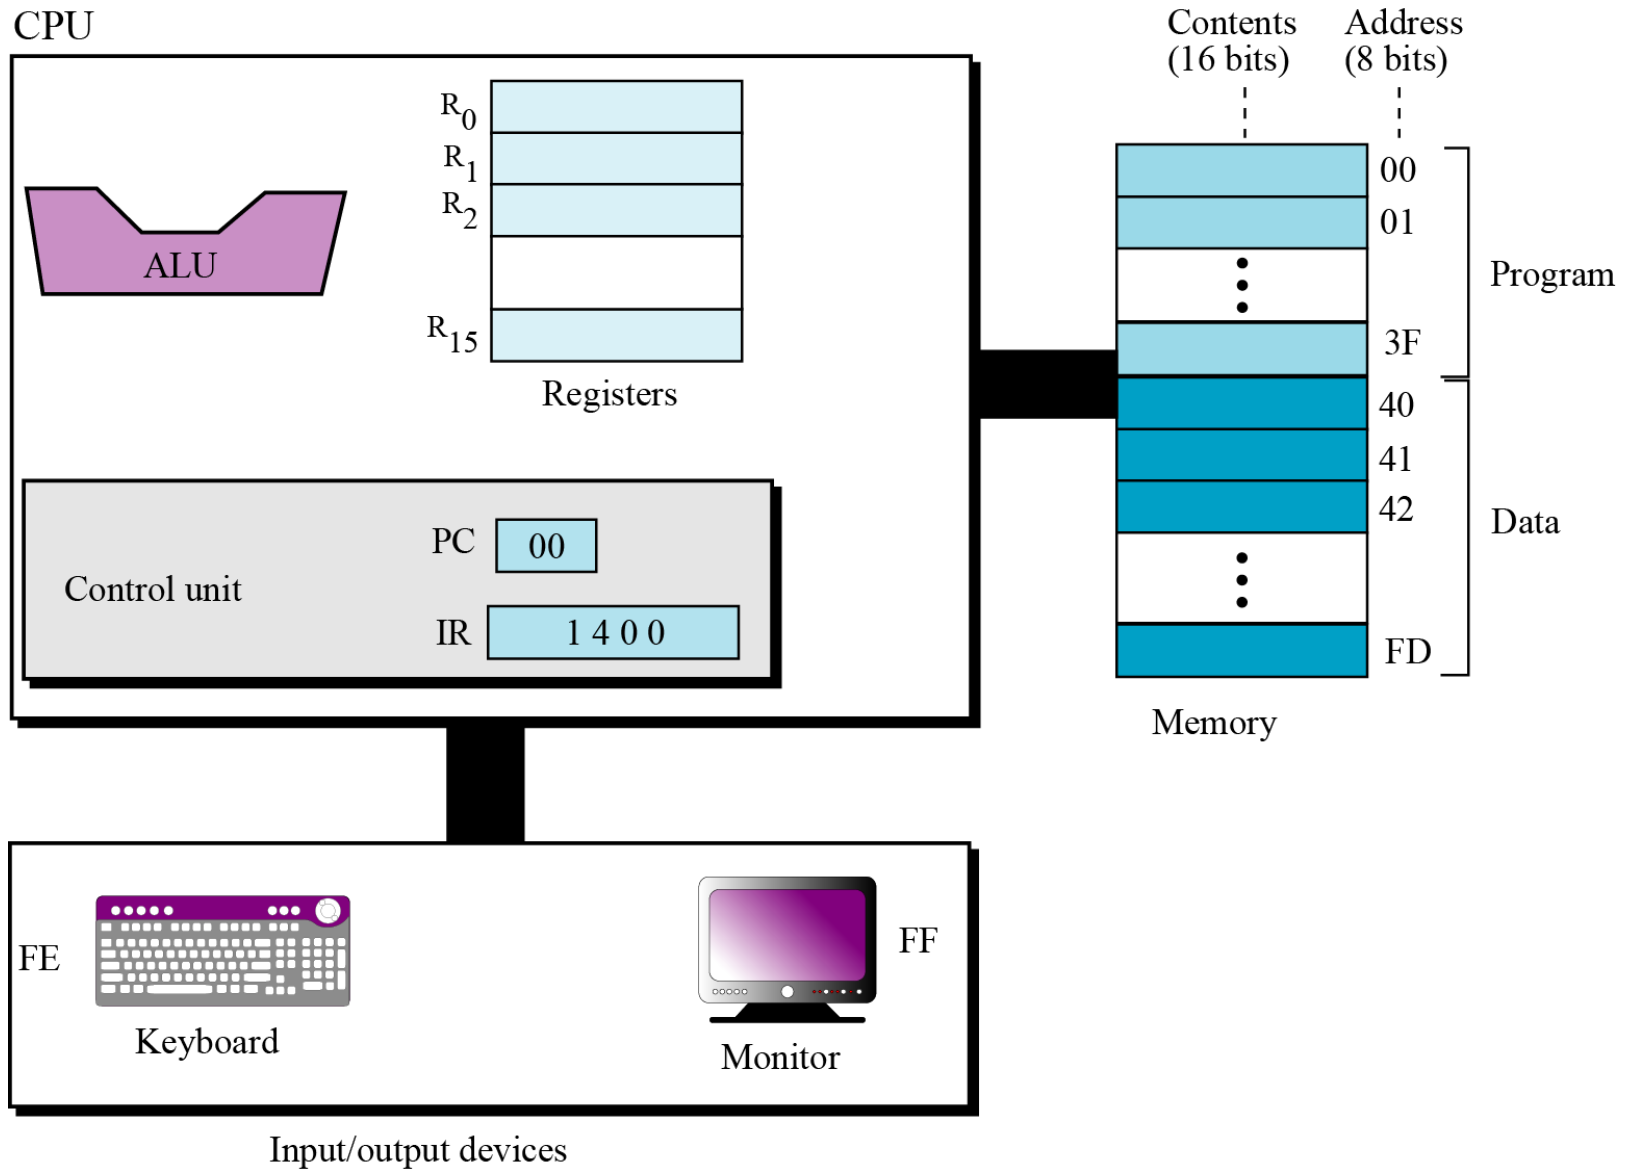 CPU
Contents
(16 bits)
Address
(8 bits)
R0
R1
R2
R15
Registers
ALU
Control unit
PC
00
IR
1 4 0 0
00
01
3F
40
41
42
FD
Program
Data
Memory
FE
Keyboard
FF
Monitor
Input/output devices